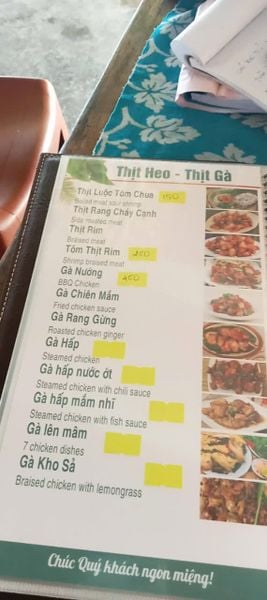 Thịt Heo - Thịt Gà
Thịt Luộc Tôm Chua 150
Boiled meat sour shrimp
Thịt Rang Cháy Cạnh
Side roasted meat
Thịt Rim
Braised meat
Tôm Thịt Rim 200
Shrimp braised meat
Gà Nướng 200
BBQ Chicken
Gà Chiên Mắm
Fried chicken sauce
Gà Rang Gừng
Roasted chicken ginger
Gà Hấp
Steamed chicken
Gà hấp nước ớt
Steamed chicken with chili sauce
Gà hấp mắm nhĩ
Steamed chicken with fish sauce
Gà lên mâm
7 chicken dishes
Gà Kho Sả
Braised chicken with lemongrass
Chúc Quý khách ngon miệng!